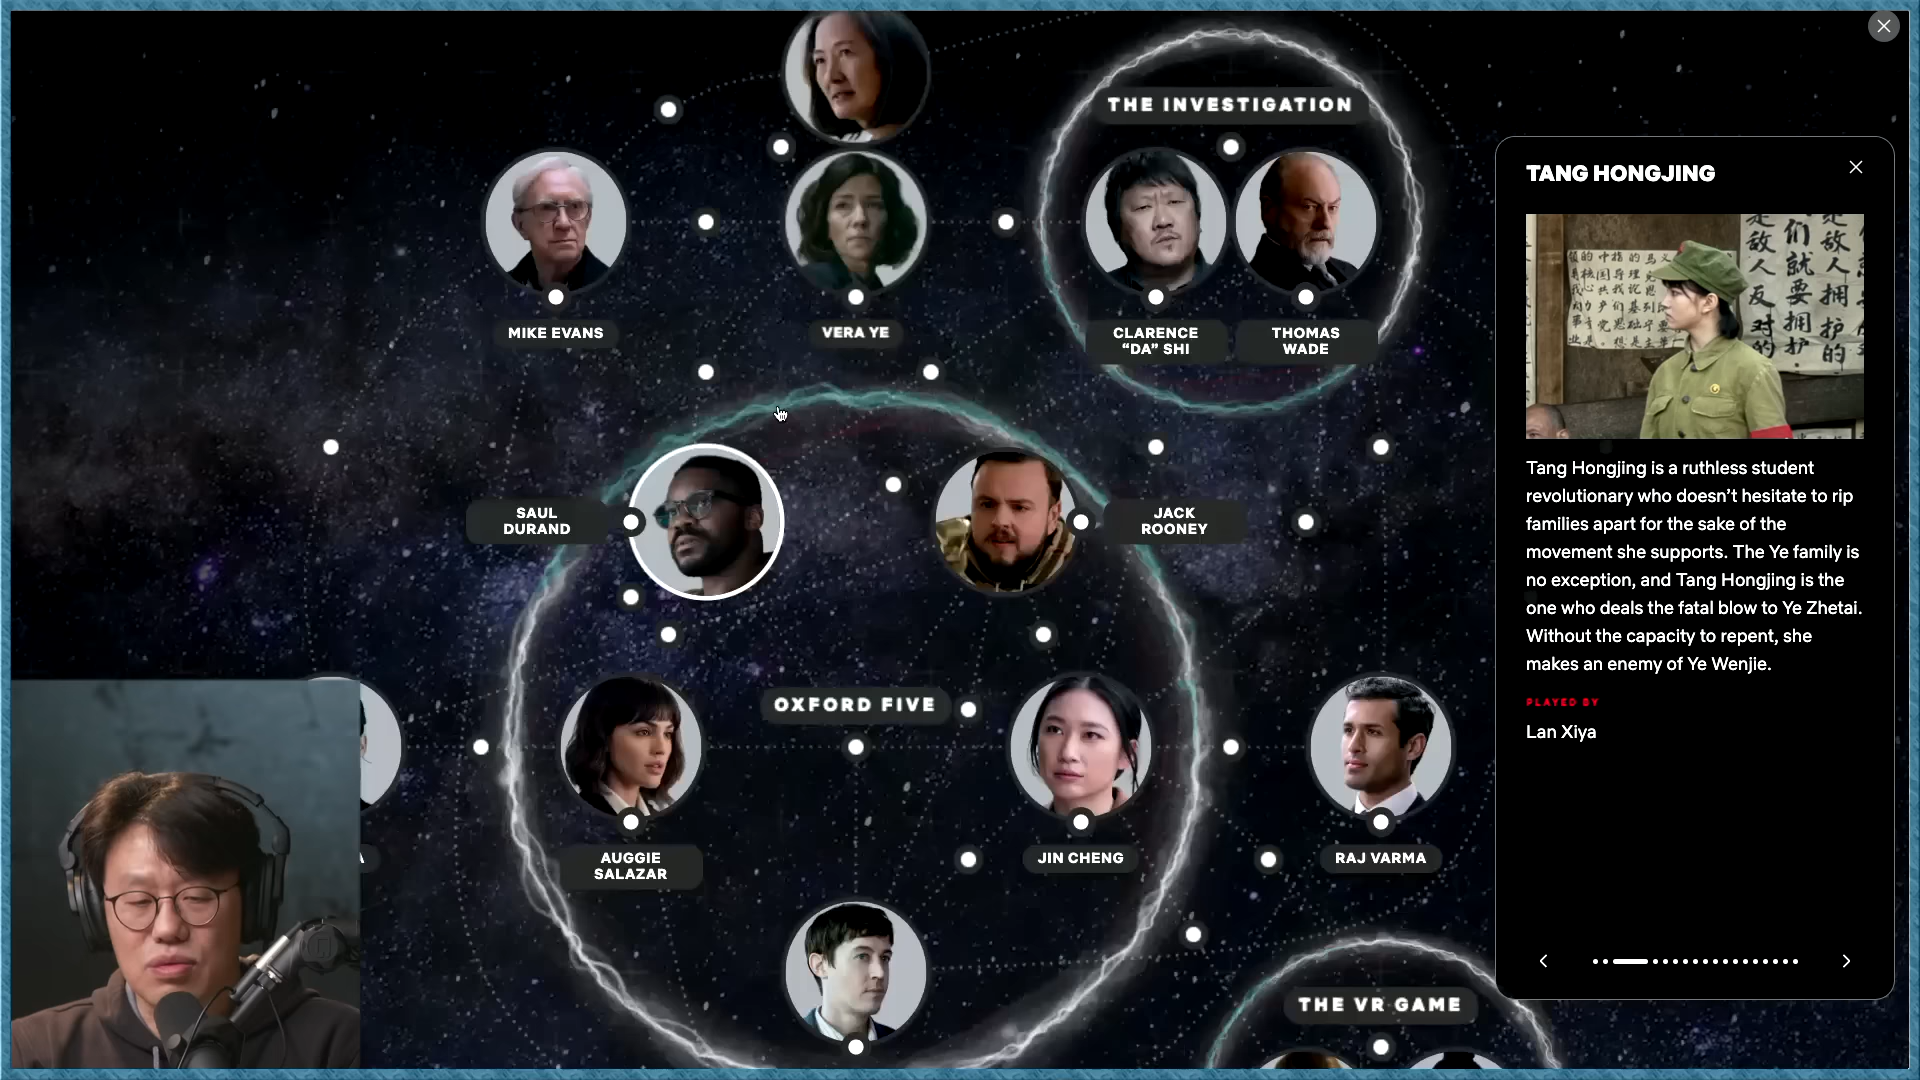 THE INVESTIGATION
MIKE EVANS
VERA YE
CLARENCE
“DA” SHI
THOMAS
WADE
SAUL
DURAND
JACK
ROONEY
OXFORD FIVE
AUGGIE
SALAZAR
JIN CHENG
RAJ VARMA
A
THE VR GAME
TANG HONGJING
Tang Hongjing is a ruthless student
revolutionary who doesn’t hesitate to rip
families apart for the sake of the
movement she supports. The Ye family is
no exception, and Tang Hongjing is the
one who deals the fatal blow to Ye Zhetai.
Without the capacity to repent, she
makes an enemy of Ye Wenjie.
PLAYED BY
Lan Xiya